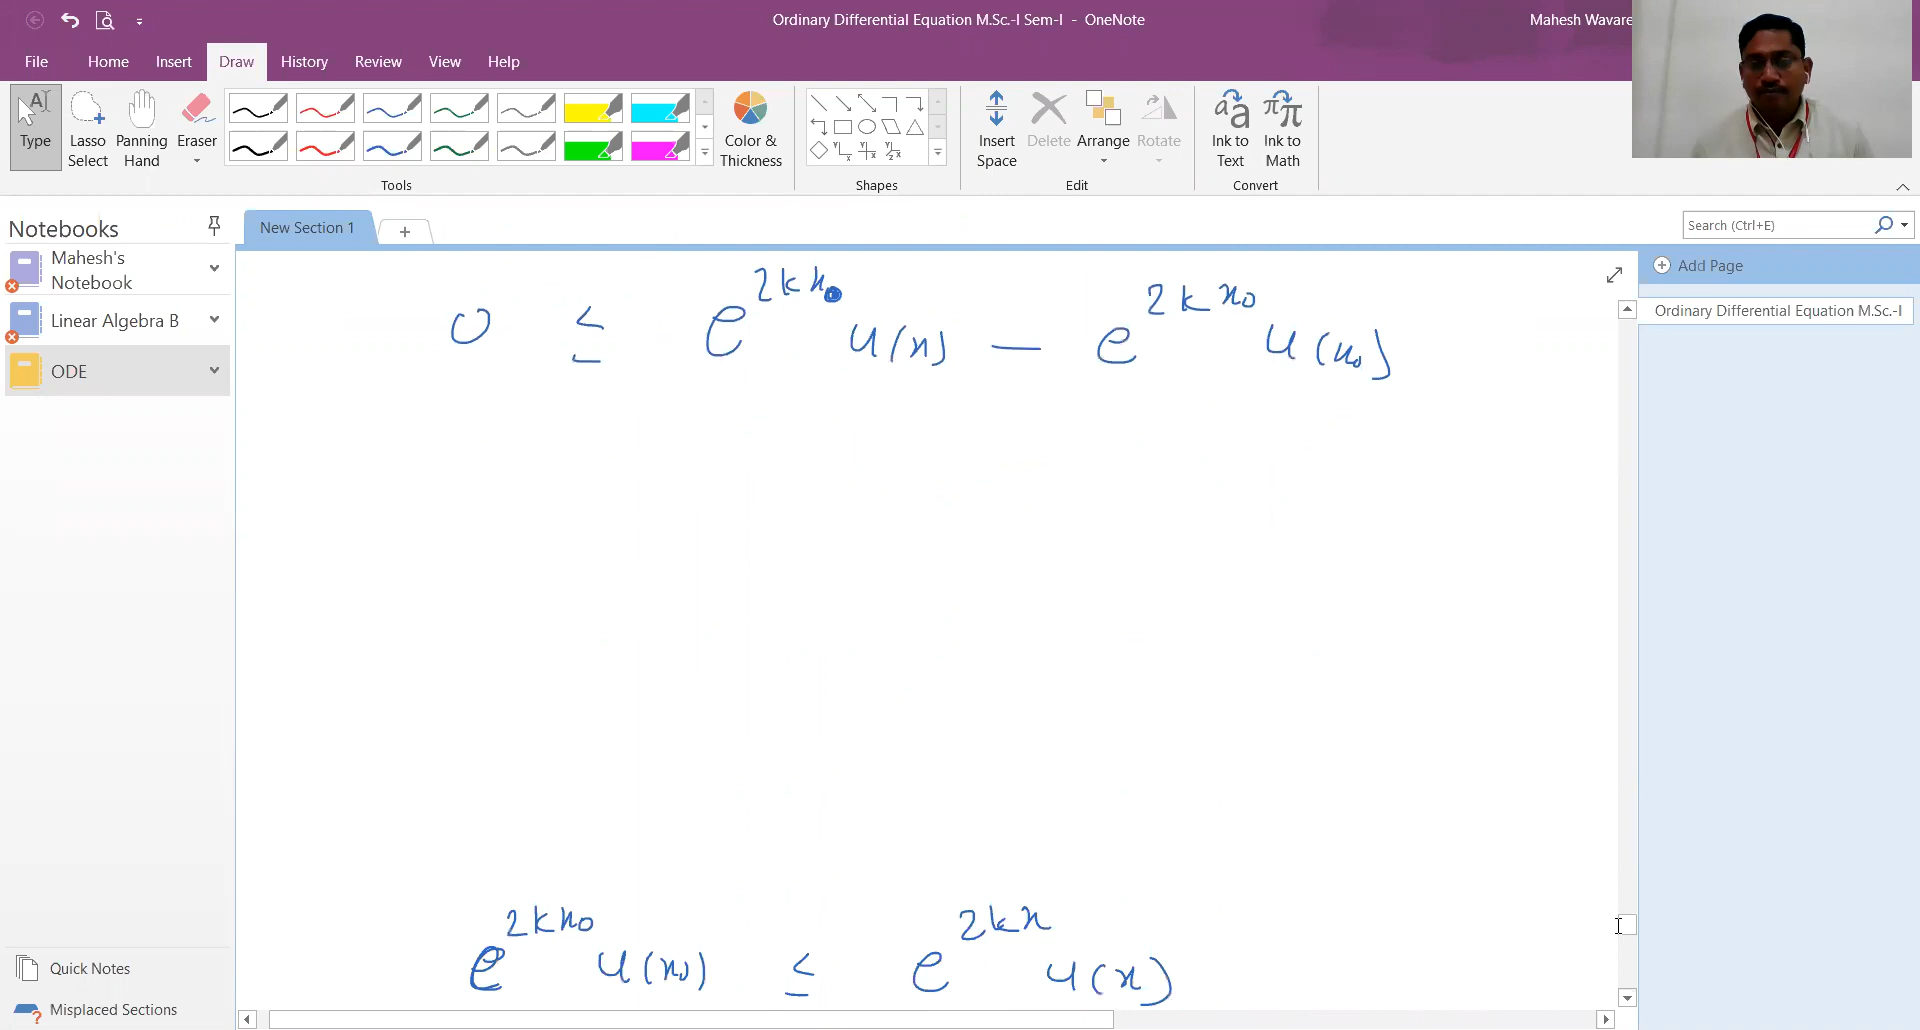 Ordinary Differential Equation M.Sc.-I Sem-I - OneNote
Mahesh Wavare
File Home Insert Draw History Review View Help
Type
Lasso Select
Panning Hand
Eraser
Color & Thickness
Insert Space
Delete
Arrange
Rotate
Ink to Text
Ink to Math
Tools Shapes Edit Convert
Notebooks
New Section 1
Search (Ctrl+E)
Mahesh's Notebook
Linear Algebra B
ODE
Add Page
Ordinary Differential Equation M.Sc.-I
0 ≤ e^{2kx} u(x) — e^{2kx₀} u(x₀)
e^{2kx₀} u(x₀) ≤ e^{2kx} u(x)
Quick Notes
Misplaced Sections